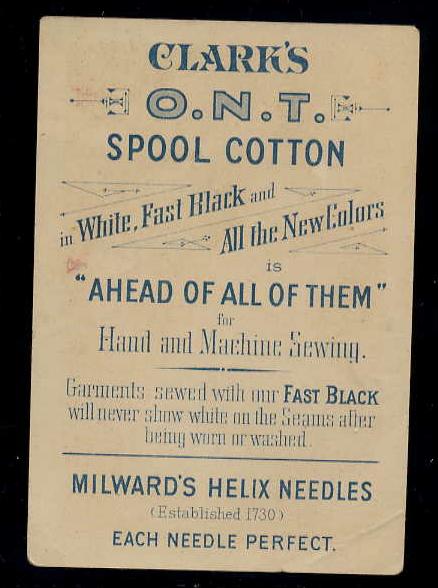 CLARK'S
O.N.T.
SPOOL COTTON
in White, Fast Black and
All the New Colors
is
"AHEAD OF ALL OF THEM"
for
Hand and Machine Sewing.
Garments sewed with our FAST BLACK
will never show white on the Seams after
being worn or washed.
MILWARD'S HELIX NEEDLES
(Established 1730)
EACH NEEDLE PERFECT.